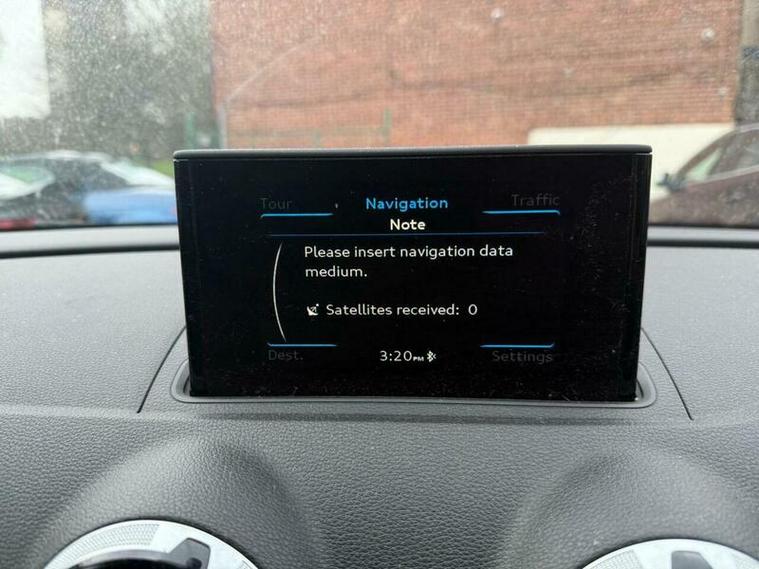 Tour Navigation Traffic
Note
Please insert navigation data
medium.
Satellites received: 0
Dest. 3:20PM Settings